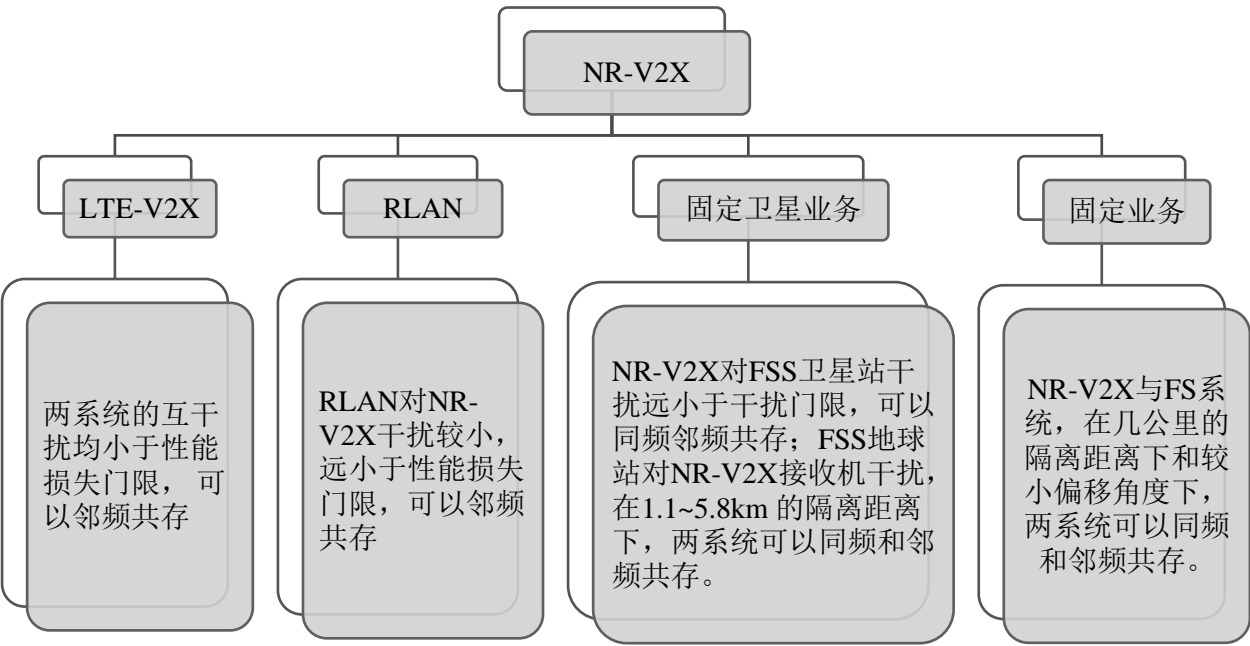 NR-V2X
LTE-V2X
RLAN
固定卫星业务
固定业务
两系统的互干
扰均小于性能
损失门限， 可
以邻频共存
RLAN对NR-
V2X干扰较小，
远小于性能损失
门限，可以邻频
共存
NR-V2X对FSS卫星站干
扰远小于干扰门限，可以
同频邻频共存；FSS地球
站对NR-V2X接收机干扰，
在1.1~5.8km 的隔离距离
下，两系统可以同频和邻
频共存。
NR-V2X与FS系
统，在几公里的
隔离距离下和较
小偏移角度下，
两系统可以同频
和邻频共存。